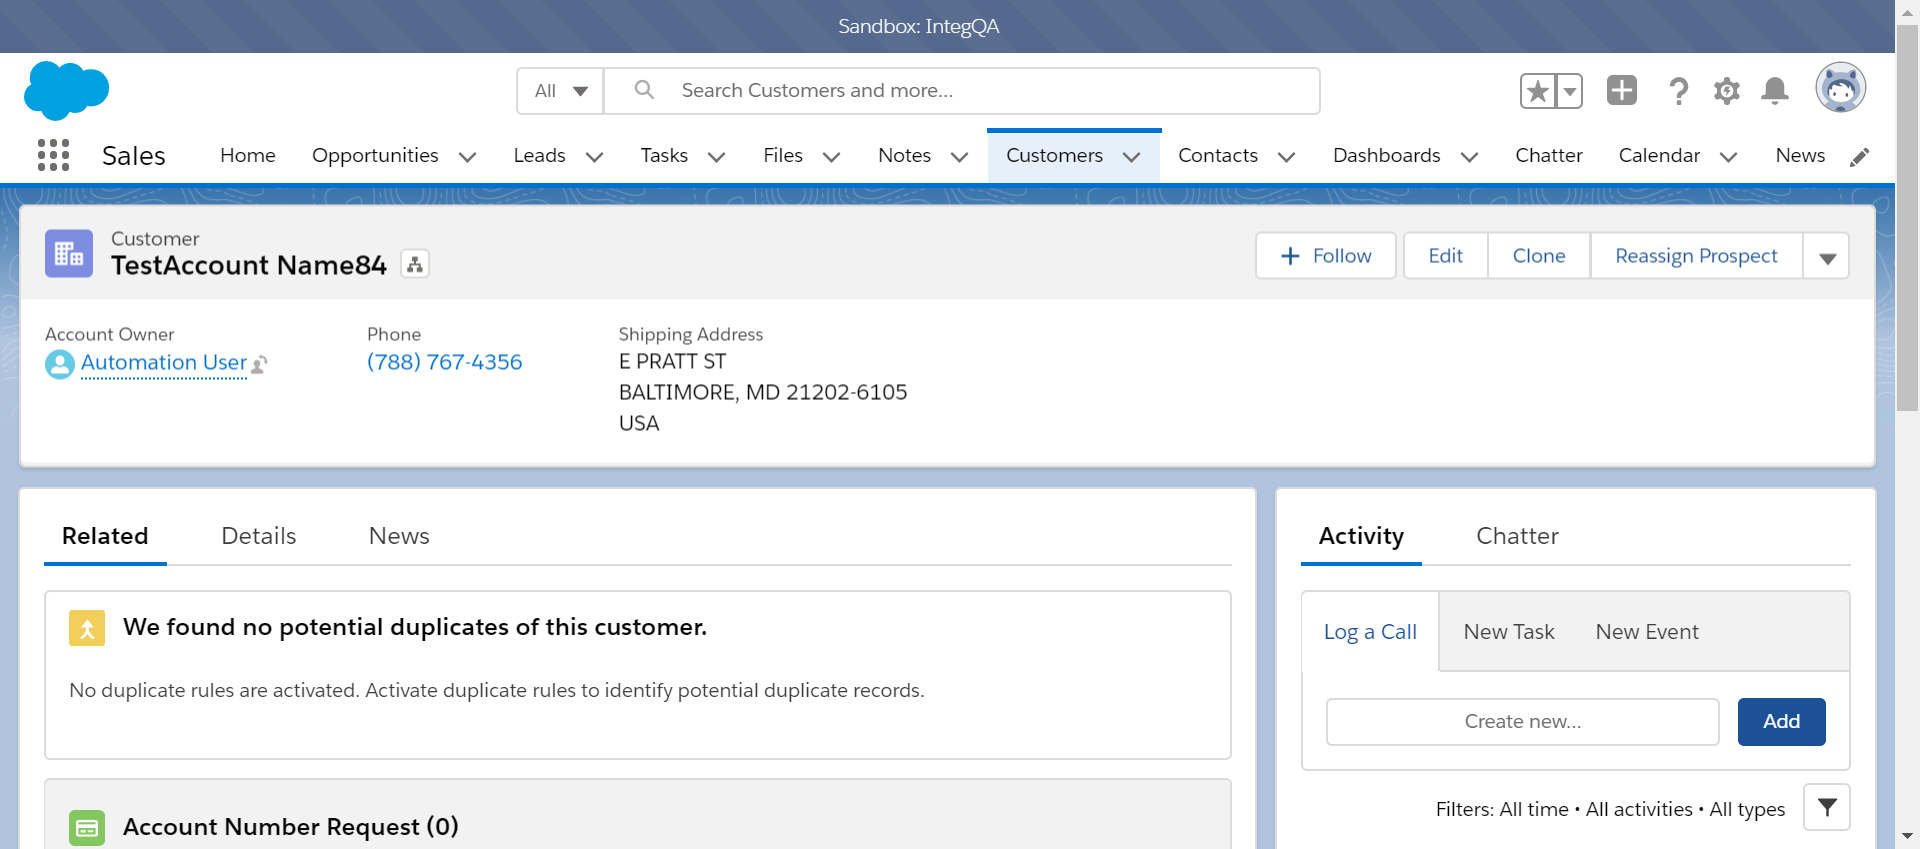 Sandbox: IntegQA
All
Search Customers and more...
Sales Home Opportunities Leads Tasks Files Notes Customers Contacts Dashboards Chatter Calendar News
Customer
TestAccount Name84
Follow Edit Clone Reassign Prospect
Account Owner
Automation User
Phone
(788) 767-4356
Shipping Address
E PRATT ST
BALTIMORE, MD 21202-6105
USA
Related Details News
We found no potential duplicates of this customer.
No duplicate rules are activated. Activate duplicate rules to identify potential duplicate records.
Account Number Request (0)
Activity Chatter
Log a Call New Task New Event
Create new... Add
Filters: All time • All activities • All types